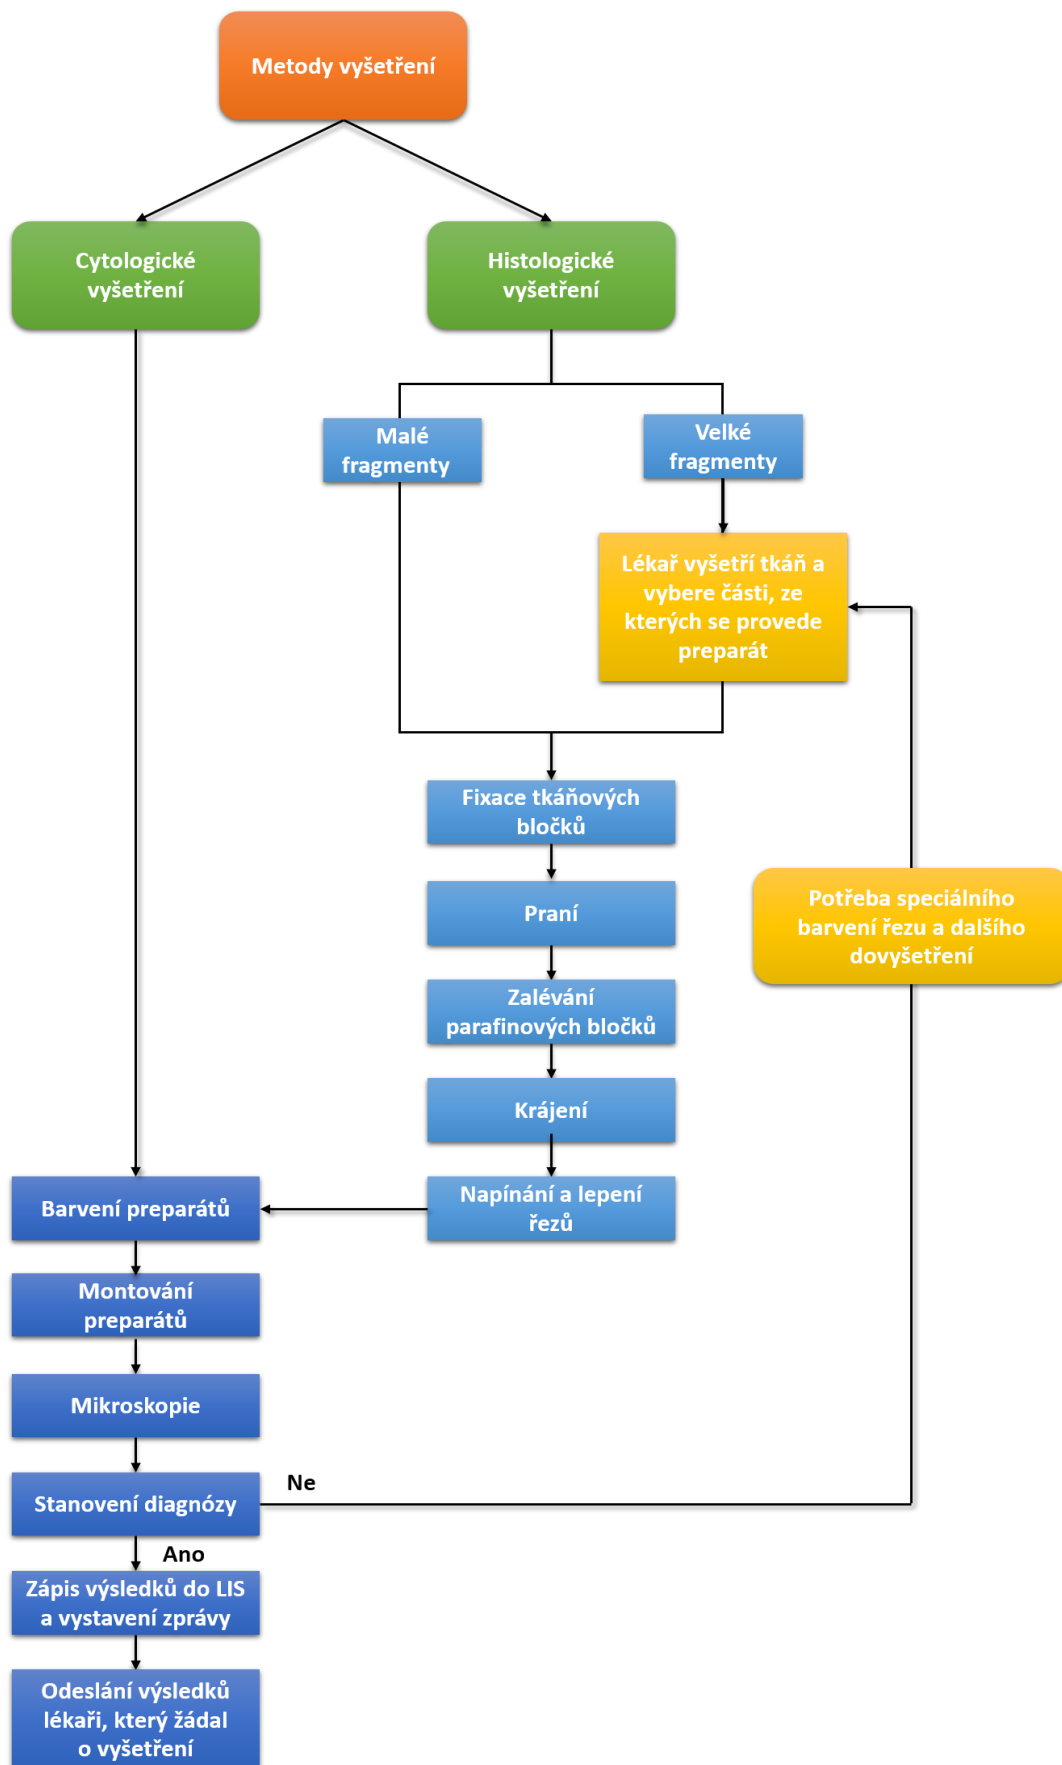 Metody vyšetření
Cytologické
vyšetření
Histologické
vyšetření
Malé
fragmenty
Velké
fragmenty
Lékař vyšetří tkáň a
vybere části, ze
kterých se provede
preparát
Fixace tkáňových
bločků
Praní
Potřeba speciálního
barvení řezu a dalšího
dovyšetření
Zalévání
parafinových bločků
Krájení
Napínání a lepení
řezů
Barvení preparátů
Montování
preparátů
Mikroskopie
Stanovení diagnózy
Ne
Ano
Zápis výsledků do LIS
a vystavení zprávy
Odeslání výsledků
lékaři, který žádal
o vyšetření